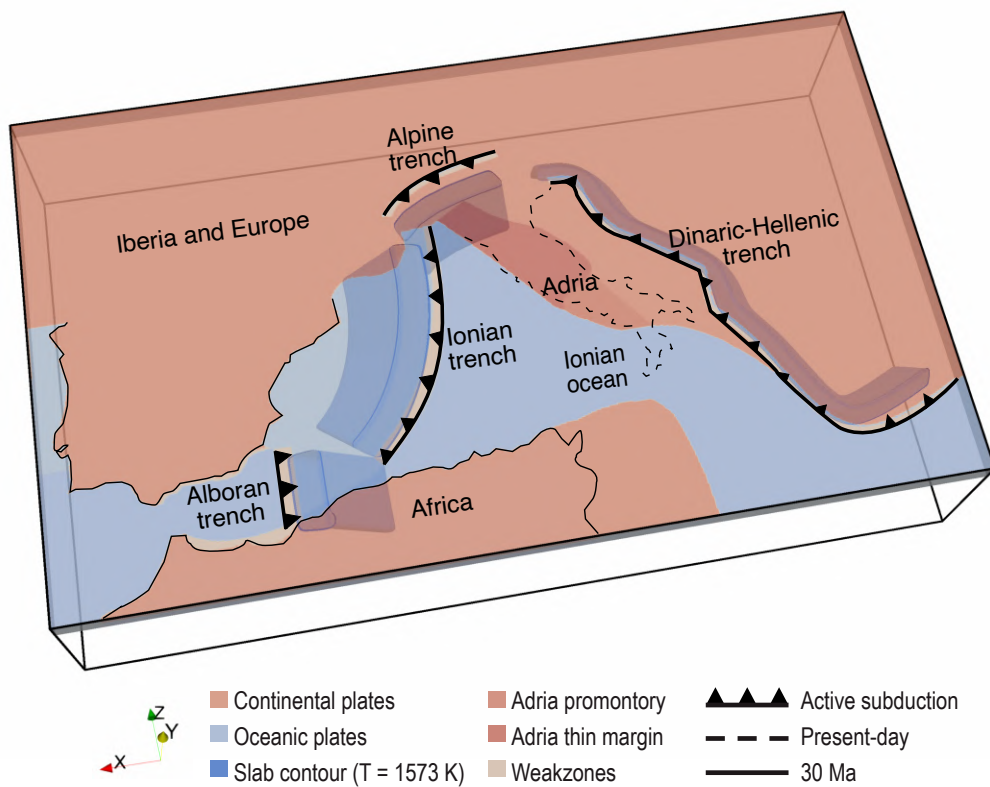 Alpine
trench
Iberia and Europe
Dinaric-Hellenic
trench
Adria
Ionian
trench
Ionian
ocean
Alboran
trench
Africa
Z
Y
X
Continental plates
Oceanic plates
Slab contour (T = 1573 K)
Adria promontory
Adria thin margin
Weakzones
Active subduction
Present-day
30 Ma